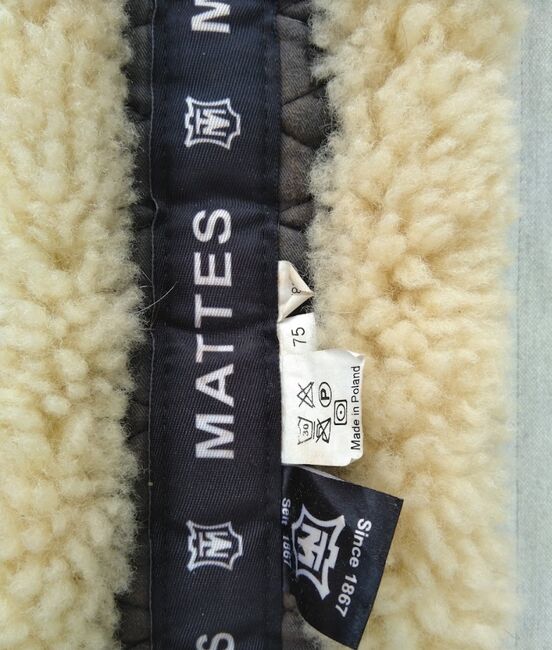 M
MATTES
S
75
30
P
Made in Poland
Since 1867
Seit 1867